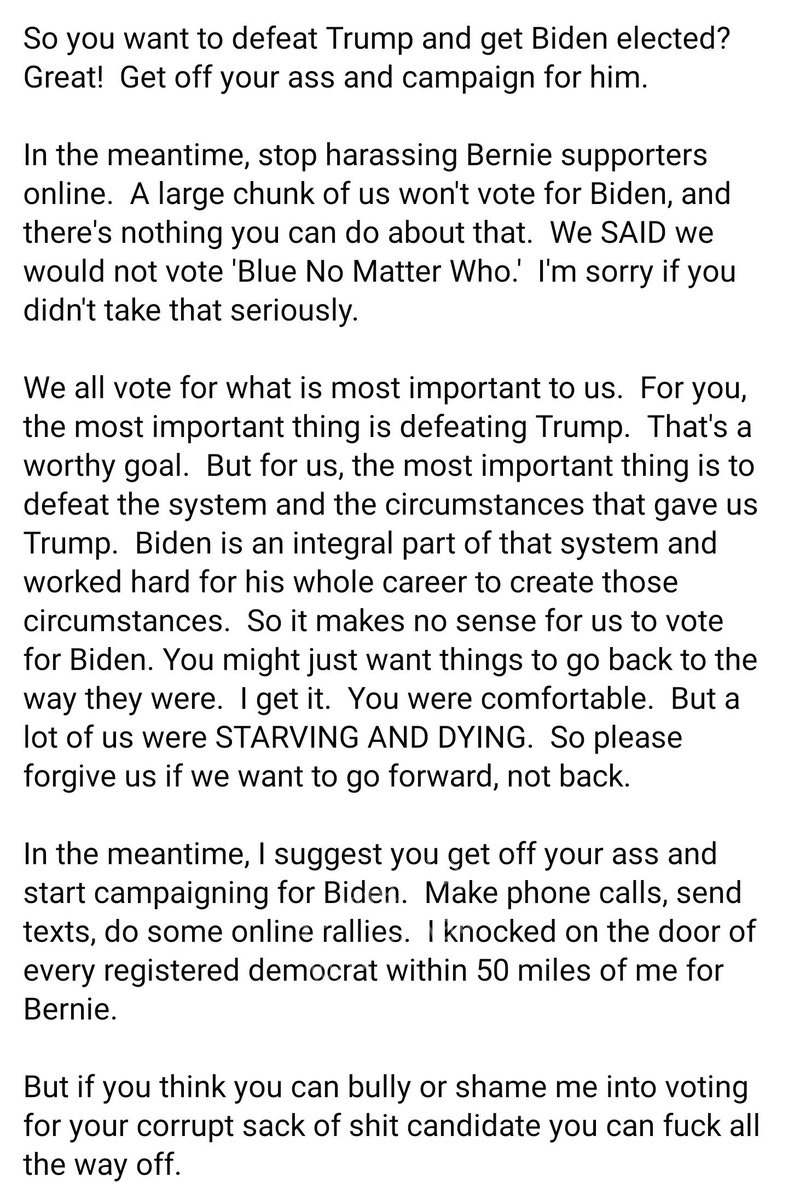 So you want to defeat Trump and get Biden elected?
Great!  Get off your ass and campaign for him.
In the meantime, stop harassing Bernie supporters
online.  A large chunk of us won't vote for Biden, and
there's nothing you can do about that.  We SAID we
would not vote 'Blue No Matter Who.'  I'm sorry if you
didn't take that seriously.
We all vote for what is most important to us.  For you,
the most important thing is defeating Trump.  That's a
worthy goal.  But for us, the most important thing is to
defeat the system and the circumstances that gave us
Trump.  Biden is an integral part of that system and
worked hard for his whole career to create those
circumstances.  So it makes no sense for us to vote
for Biden. You might just want things to go back to the
way they were.  I get it.  You were comfortable.  But a
lot of us were STARVING AND DYING.  So please
forgive us if we want to go forward, not back.
In the meantime, I suggest you get off your ass and
start campaigning for Biden.  Make phone calls, send
texts, do some online rallies.  I knocked on the door of
every registered democrat within 50 miles of me for
Bernie.
But if you think you can bully or shame me into voting
for your corrupt sack of shit candidate you can fuck all
the way off.